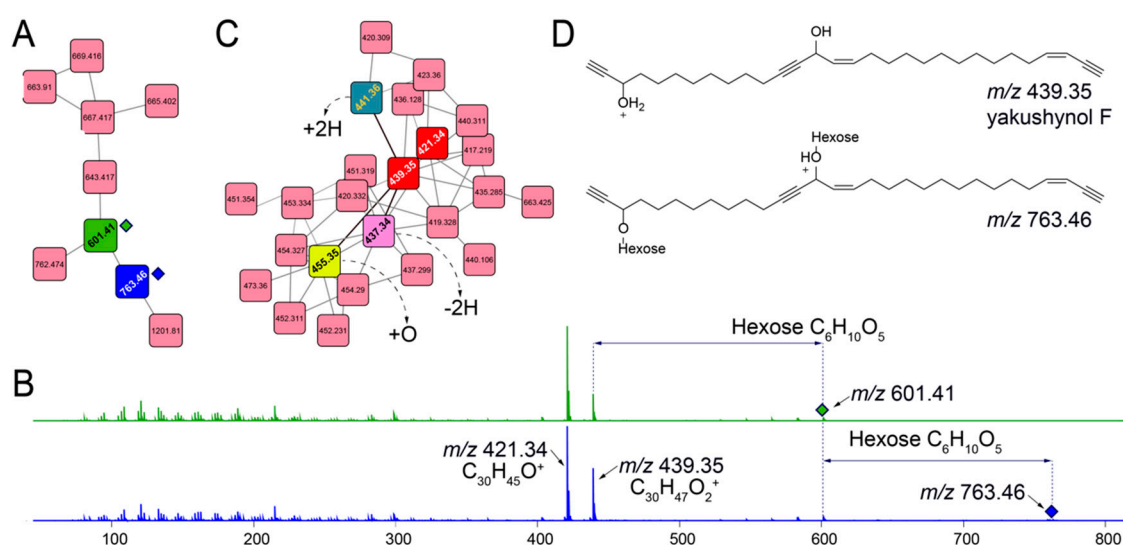 A
669.416
663.91
665.402
667.417
643.417
601.41
762.474
763.46
1201.81
C
420.309
423.36
441.36
436.128
+2H
440.311
421.34
417.219
451.319
439.35
451.354
453.334
420.332
435.285
663.425
419.328
437.34
454.327
455.35
440.106
437.299
473.36
454.29
-2H
452.311
452.231
+O
D
OH
OH2
+
m/z 439.35
yakushynol F
Hexose
HO
+
O
Hexose
m/z 763.46
B
Hexose C6H10O5
m/z 601.41
Hexose C6H10O5
m/z 421.34
C30H45O+
m/z 439.35
C30H47O2+
m/z 763.46
100 200 300 400 500 600 700 800